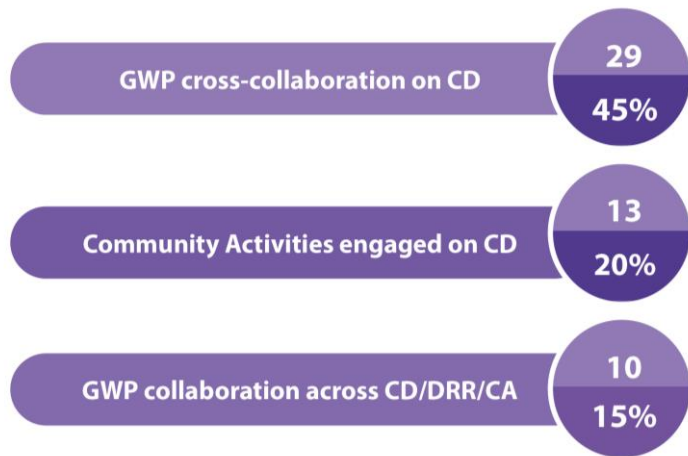 GWP cross-collaboration on CD
29
45%
Community Activities engaged on CD
13
20%
GWP collaboration across CD/DRR/CA
10
15%